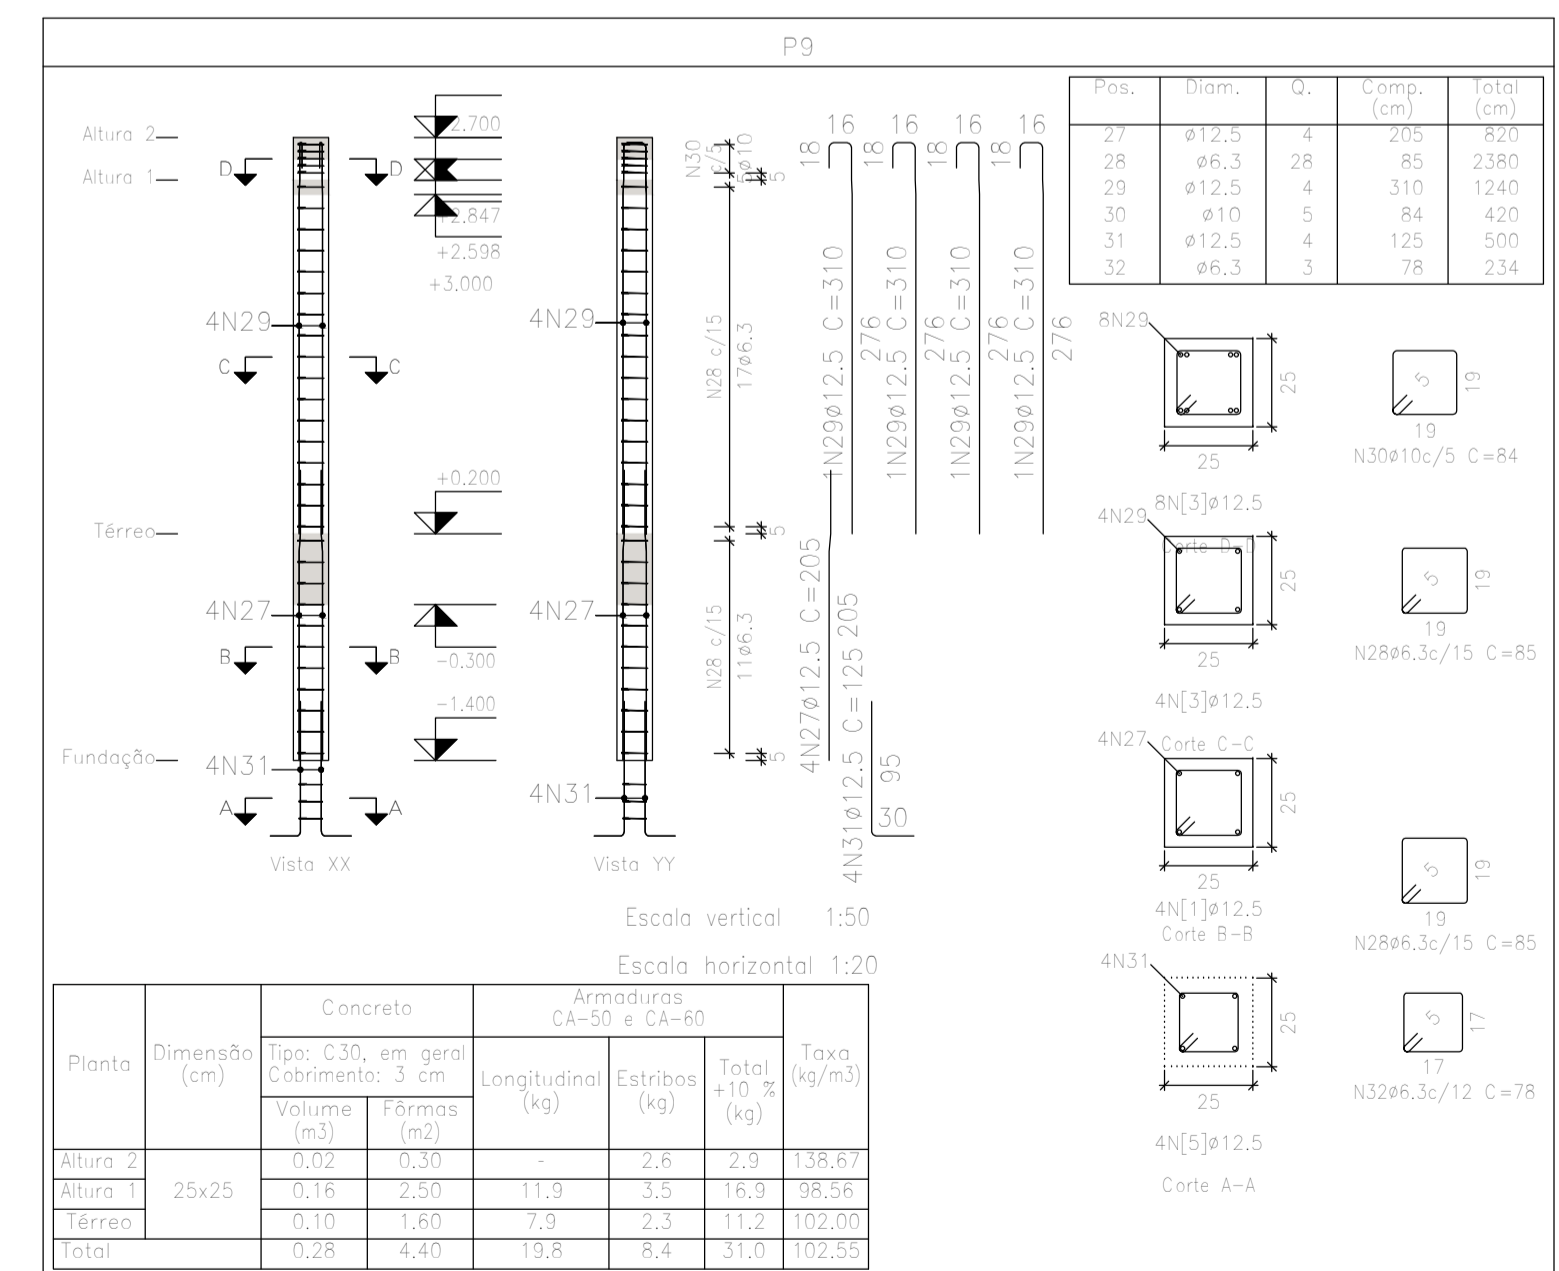 P9
Altura 2
Altura 1
Térreo
Fundação
D D
4N29
C C
4N27
B B
4N31
A A
Vista XX
2.700
+2.847
+2.598
+3.000
+0.200
-0.300
-1.400
4N29
4N27
4N31
Vista YY
N30
c/5
5ø10
5
N28 c/15
17ø6.3
5
N28 c/15
11ø6.3
5
16 16 16 16
18 18 18 18
1N29ø12.5 C=310
276
1N29ø12.5 C=310
276
1N29ø12.5 C=310
276
1N29ø12.5 C=310
276
4N27ø12.5 C=205
205
4N31ø12.5 C=125
95
30
Escala vertical 1:50
Escala horizontal 1:20
Pos. Diam. Q. Comp. (cm) Total (cm)
27 ø12.5 4 205 820
28 ø6.3 28 85 2380
29 ø12.5 4 310 1240
30 ø10 5 84 420
31 ø12.5 4 125 500
32 ø6.3 3 78 234
8N29
25
25
8N[3]ø12.5
Corte D-D
5
19
19
N30ø10c/5 C=84
4N29
25
25
4N[3]ø12.5
Corte C-C
5
19
19
N28ø6.3c/15 C=85
4N27
25
25
4N[1]ø12.5
Corte B-B
5
19
19
N28ø6.3c/15 C=85
4N31
25
25
4N[5]ø12.5
Corte A-A
5
17
17
N32ø6.3c/12 C=78
Planta
Dimensão
(cm)
Concreto
Tipo: C30, em geral
Cobrimento: 3 cm
Volume
(m3)
Fôrmas
(m2)
Armaduras
CA-50 e CA-60
Longitudinal
(kg)
Estribos
(kg)
Total
+10 %
(kg)
Taxa
(kg/m3)
Altura 2 0.02 0.30 - 2.6 2.9 138.67
Altura 1 25x25 0.16 2.50 11.9 3.5 16.9 98.56
Térreo 0.10 1.60 7.9 2.3 11.2 102.00
Total 0.28 4.40 19.8 8.4 31.0 102.55